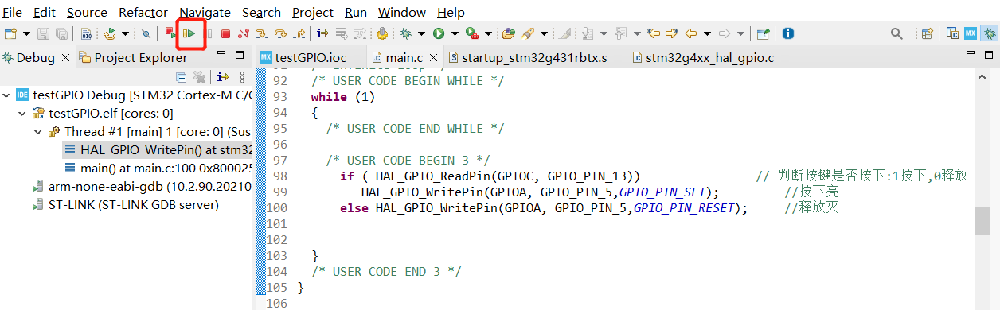 File Edit Source Refactor Navigate Search Project Run Window Help
Debug Project Explorer
testGPIO.ioc main.c startup_stm32g431rbtx.s stm32g4xx_hal_gpio.c
testGPIO Debug [STM32 Cortex-M C/C
testGPIO.elf [cores: 0]
Thread #1 [main] 1 [core: 0] (Sus
HAL_GPIO_WritePin() at stm32
main() at main.c:100 0x800025
arm-none-eabi-gdb (10.2.90.20210
ST-LINK (ST-LINK GDB server)
92 /* USER CODE BEGIN WHILE */
93 while (1)
94 {
95 /* USER CODE END WHILE */
96
97 /* USER CODE BEGIN 3 */
98 if ( HAL_GPIO_ReadPin(GPIOC, GPIO_PIN_13)) // 判断按键是否按下:1按下,0释放
99 HAL_GPIO_WritePin(GPIOA, GPIO_PIN_5,GPIO_PIN_SET); //按下亮
100 else HAL_GPIO_WritePin(GPIOA, GPIO_PIN_5,GPIO_PIN_RESET); //释放灭
101
102
103 }
104 /* USER CODE END 3 */
105 }
106